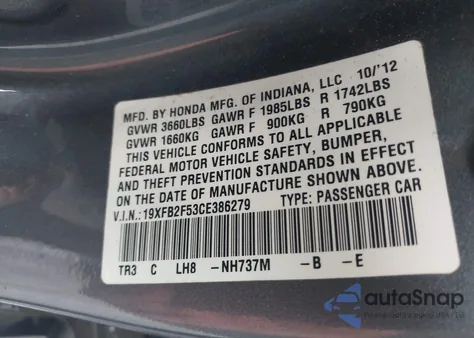 MFD. BY HONDA MFG. OF INDIANA, LLC 10/'12
GVWR 3660LBS GAWR F 1985LBS R 1742LBS
GVWR 1660KG GAWR F 900KG R 790KG
THIS VEHICLE CONFORMS TO ALL APPLICABLE
FEDERAL MOTOR VEHICLE SAFETY, BUMPER,
AND THEFT PREVENTION STANDARDS IN EFFECT
ON THE DATE OF MANUFACTURE SHOWN ABOVE.
V.I.N.: 19XFB2F53CE386279 TYPE: PASSENGER CAR
TR3 C LH8 -NH737M -B -E
autoSnap